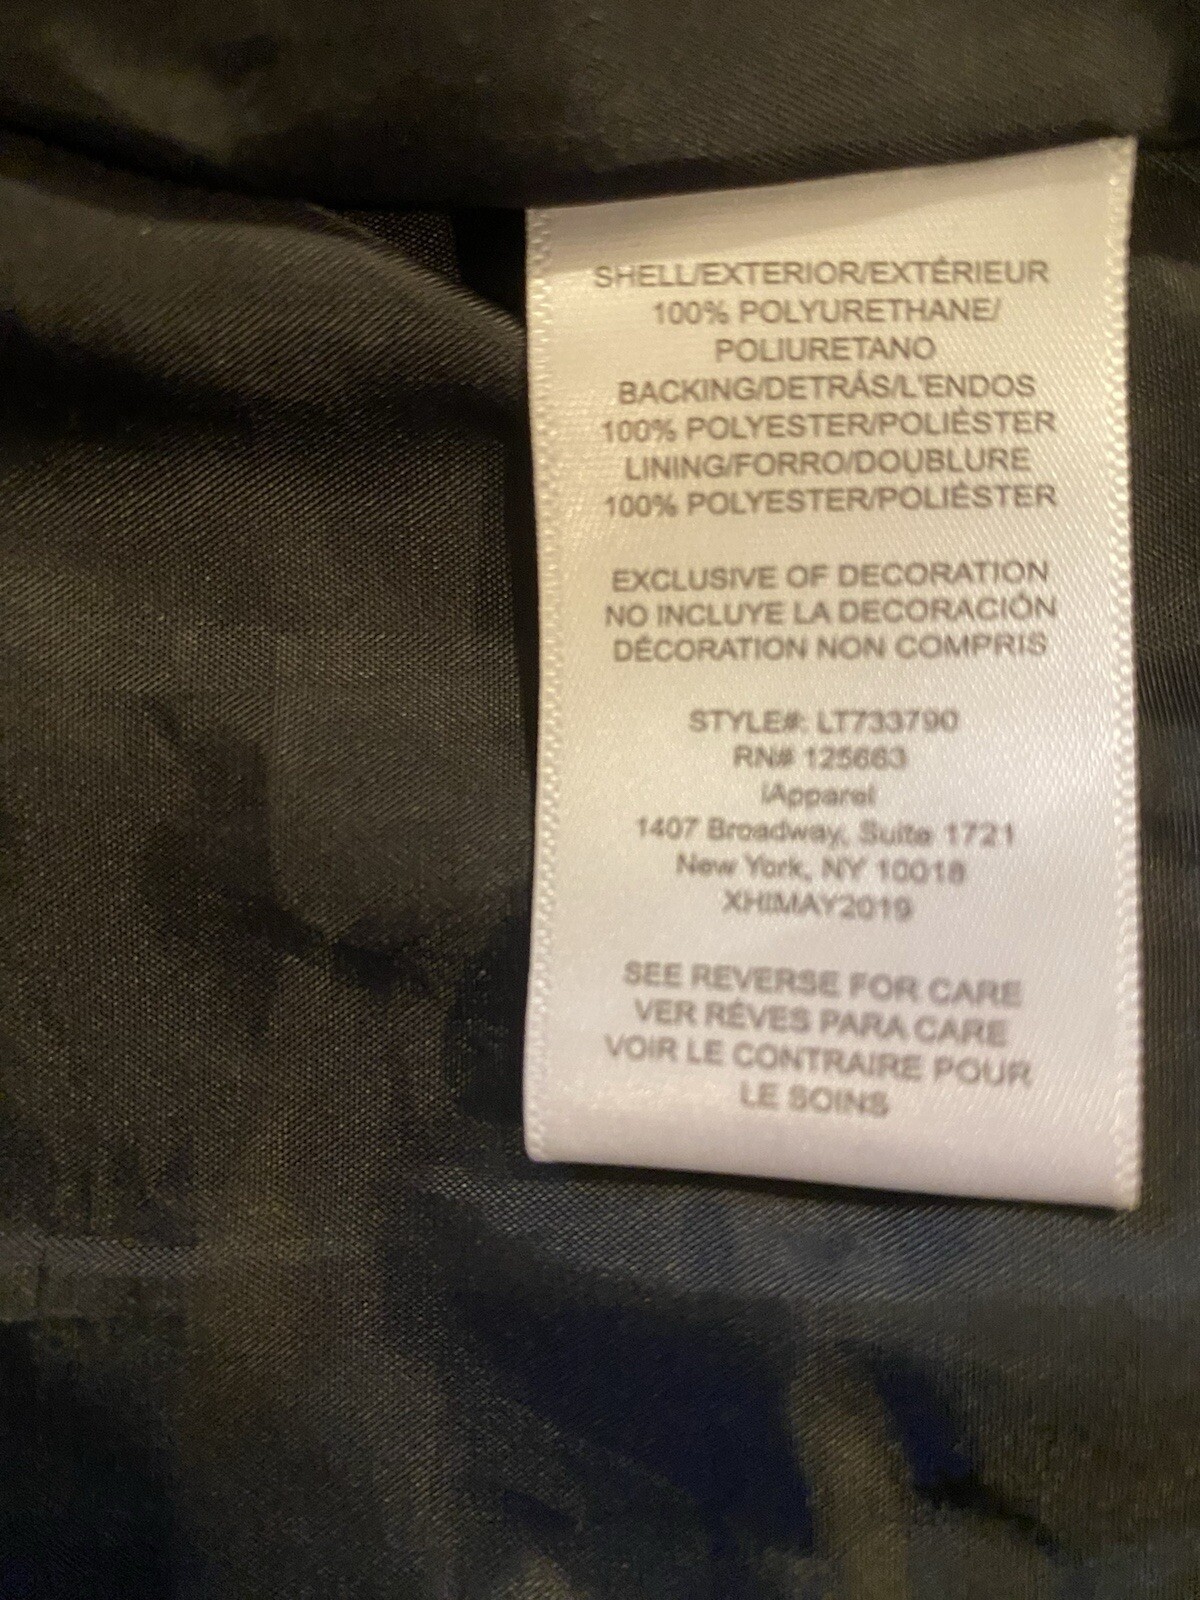 SHELL/EXTERIOR/EXTÉRIEUR
100% POLYURETHANE/
POLIURETANO
BACKING/DETRÁS/L'ENDOS
100% POLYESTER/POLIÉSTER
LINING/FORRO/DOUBLURE
100% POLYESTER/POLIÉSTER
EXCLUSIVE OF DECORATION
NO INCLUYE LA DECORACIÓN
DÉCORATION NON COMPRIS
STYLE#: LT733790
RN# 125663
iApparel
1407 Broadway, Suite 1721
New York, NY 10018
XHIMAY2019
SEE REVERSE FOR CARE
VER RÉVES PARA CARE
VOIR LE CONTRAIRE POUR
LE SOINS